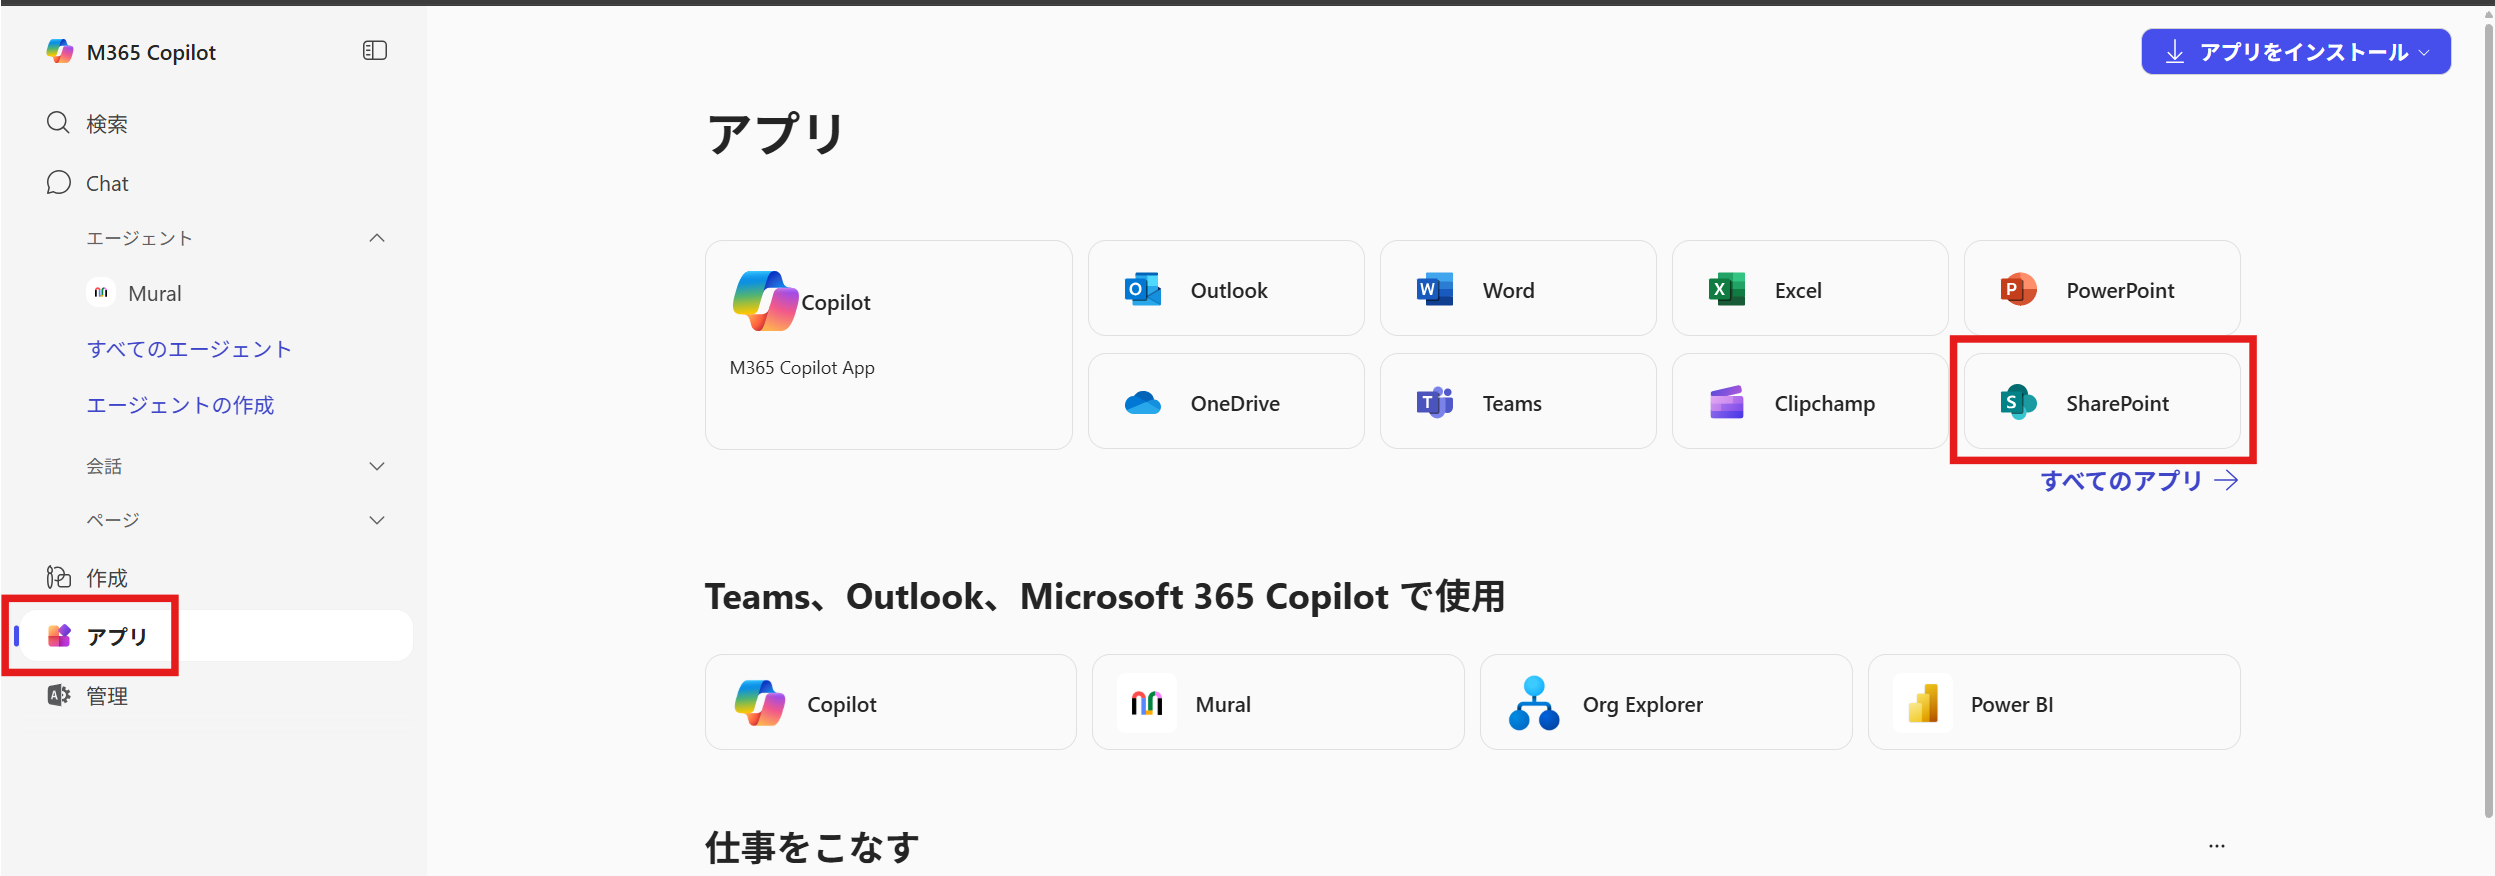 M365 Copilot
検索
Chat
エージェント
Mural
すべてのエージェント
エージェントの作成
会話
ページ
作成
アプリ
管理
アプリをインストール
アプリ
Copilot
M365 Copilot App
Outlook
Word
Excel
PowerPoint
OneDrive
Teams
Clipchamp
SharePoint
すべてのアプリ
Teams、Outlook、Microsoft 365 Copilot で使用
Copilot
Mural
Org Explorer
Power BI
仕事をこなす